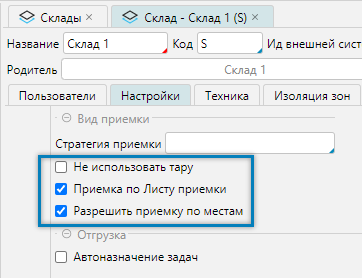 Склады × Склад - Склад 1 (S) ×
Название Склад 1 Код S Ид внешней сист
Родитель Склад 1
Пользователи Настройки Техника Изоляция зон
Вид приемки
Стратегия приемки
Не использовать тару
Приемка по Листу приемки
Разрешить приемку по местам
Отгрузка
Автоназначение задач